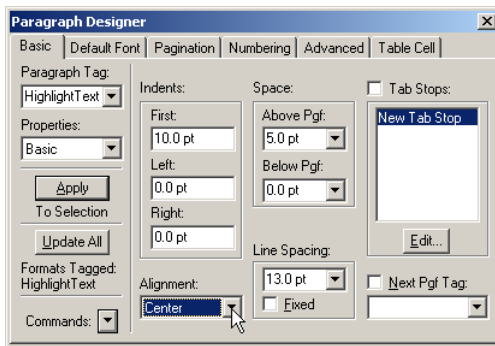 Paragraph Designer
Basic Default Font Pagination Numbering Advanced Table Cell
Paragraph Tag:
HighlightText
Properties:
Basic
Apply
To Selection
Update All
Formats Tagged:
HighlightText
Commands:
Indents:
First:
10.0 pt
Left:
0.0 pt
Right:
0.0 pt
Alignment:
Center
Space:
Above Pgf:
5.0 pt
Below Pgf:
0.0 pt
Line Spacing:
13.0 pt
Fixed
Tab Stops:
New Tab Stop
Edit...
Next Pgf Tag: